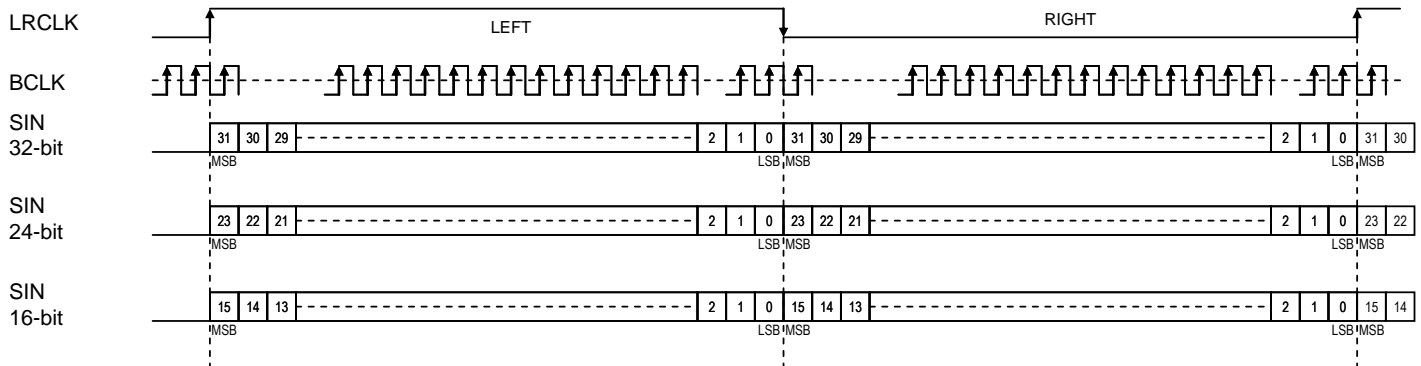 LRCLK LEFT RIGHT
BCLK
SIN
32-bit
31 30 29 2 1 0 31 30 29 2 1 0 31 30
MSB LSB MSB LSB MSB
SIN
24-bit
23 22 21 2 1 0 23 22 21 2 1 0 23 22
MSB LSB MSB LSB MSB
SIN
16-bit
15 14 13 2 1 0 15 14 13 2 1 0 15 14
MSB LSB MSB LSB MSB